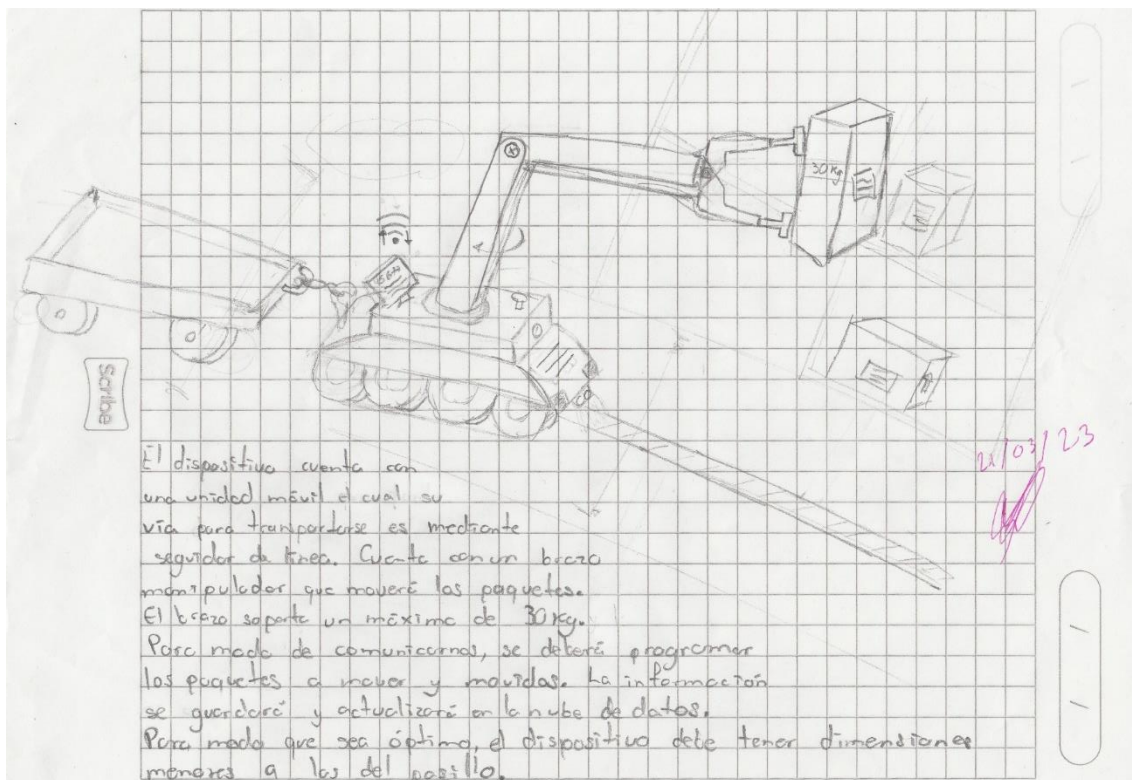 30 Kg
Scribe
21/03/23
El dispositivo cuenta con
una unidad móvil el cual su
vía para transportarse es mediante
seguidor de línea. Cuenta con un brazo
manipulador que moverá los paquetes.
El brazo soporta un máximo de 30 Kg.
Para modo de comunicarnos, se deberá programar
los paquetes a mover y movidos. La información
se guardará y actualizará en la nube de datos.
Para modo que sea óptimo, el dispositivo debe tener dimensiones
menores a las del pasillo.